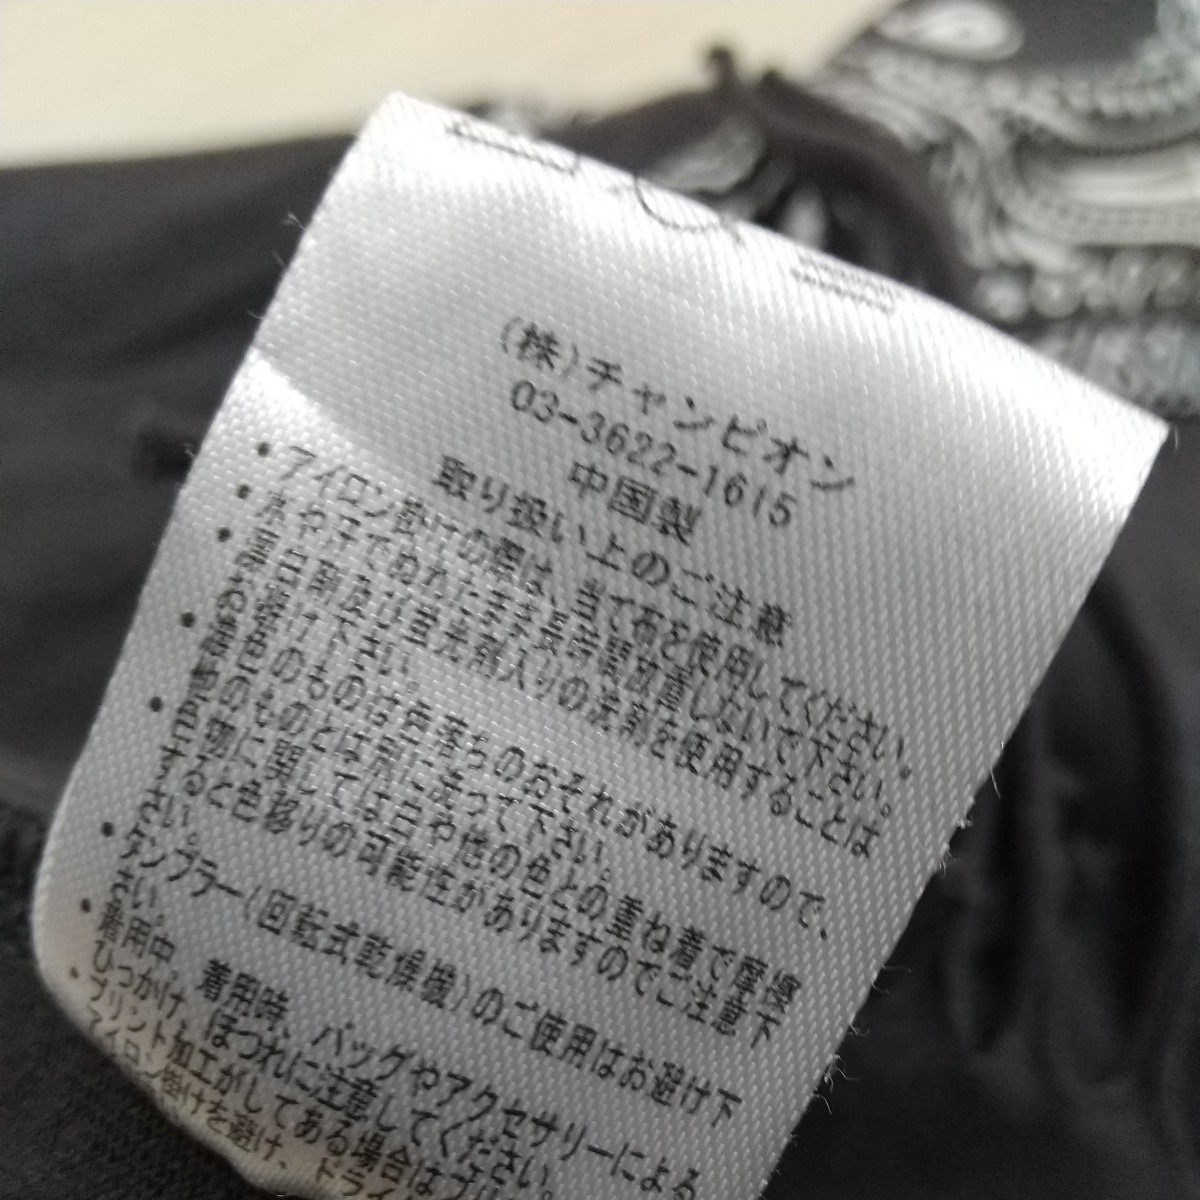 (株)チャンピオン
03-3622-1615
中国製
取り扱い上のご注意
・アイロン掛けの際は、当て布を使用してください。
・水や汗でぬれたまま長時間放置しないで下さい。
・漂白剤及び蛍光剤入りの洗剤を使用することは
避け下さい。
・濃色のものは色落ちのおそれがありますので、
のものとは別に洗って下さい。
物に関しては白や他の色との重ね着で摩擦
すると色移りの可能性がありますのでご注意下
さい。
・タンブラー(回転式乾燥機)のご使用はお避け下
さい。
・着用中、着用時、バッグやアクセサリーによる
ひっかけ、ほつれに注意してください。
・プリント加工がしてある場合はプリ
アイロン掛けを避け、ドライ